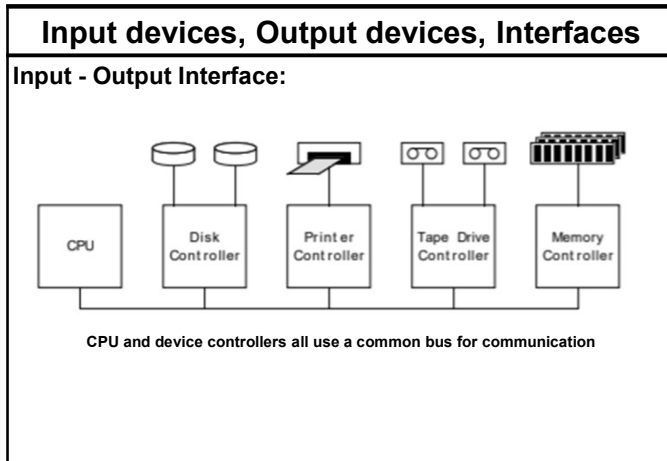 Input devices, Output devices, Interfaces
Input - Output Interface:
CPU
Disk
Controller
Printer
Controller
Tape Drive
Controller
Memory
Controller
CPU and device controllers all use a common bus for communication